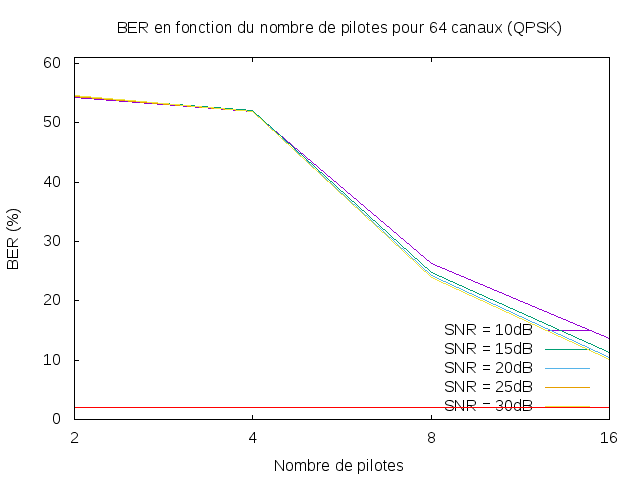 BER en fonction du nombre de pilotes pour 64 canaux (QPSK)
60
50
40
30
20
10
0
BER (%)
SNR = 10dB
SNR = 15dB
SNR = 20dB
SNR = 25dB
SNR = 30dB
2 4 8 16
Nombre de pilotes